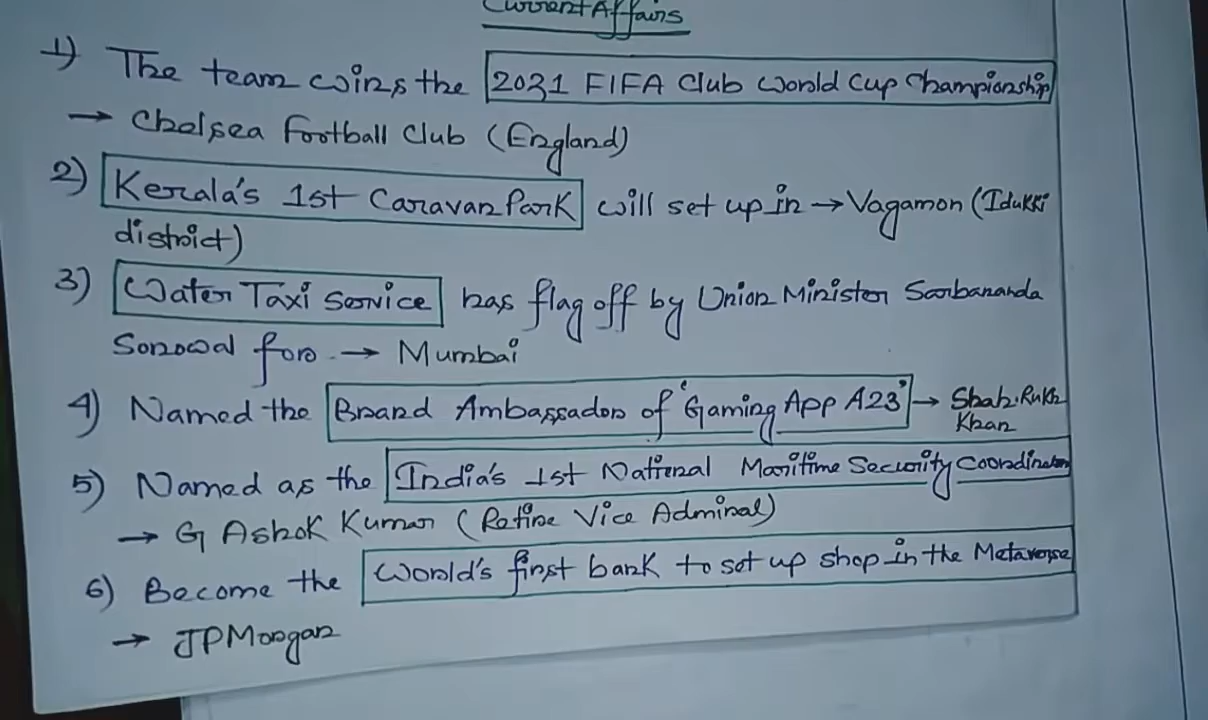 Current Affairs
1) The team wins the 2021 FIFA Club World Cup Championship
→ Chelsea Football Club (England)
2) Kerala's 1st Caravan Park will set up in → Vagamon (Idukki
district)
3) Water Taxi Service has flag off by Union Minister Sarbananda
Sonowal from → Mumbai
4) Named the Brand Ambassador of 'Gaming App A23' → Shah Rukh
Khan
5) Named as the India's 1st National Maritime Security Coordinator
→ G Ashok Kumar (Retire Vice Admiral)
6) Become the World's first bank to set up shop in the Metaverse
→ JPMorgan